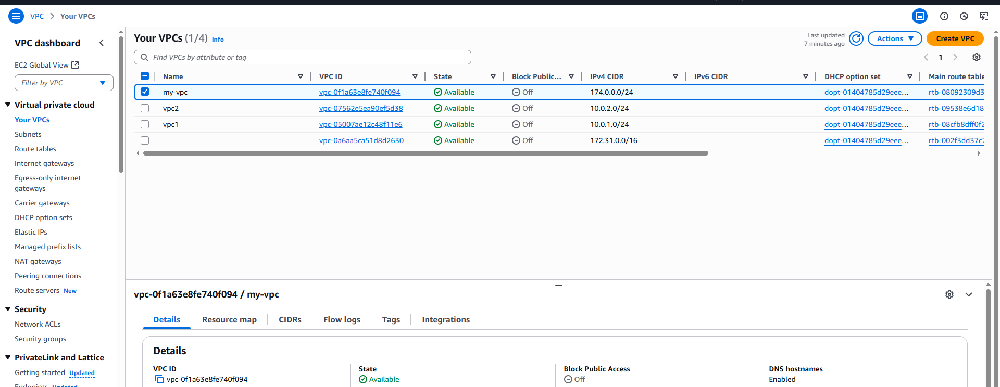 VPC > Your VPCs
VPC dashboard
EC2 Global View
Filter by VPC
Virtual private cloud
Your VPCs
Subnets
Route tables
Internet gateways
Egress-only internet
gateways
Carrier gateways
DHCP option sets
Elastic IPs
Managed prefix lists
NAT gateways
Peering connections
Route servers New
Security
Network ACLs
Security groups
PrivateLink and Lattice
Getting started Updated
Endpoints Updated
Your VPCs (1/4) Info
Last updated
7 minutes ago
Actions
Create VPC
Find VPCs by attribute or tag
1
Name VPC ID State Block Public... IPv4 CIDR IPv6 CIDR DHCP option set Main route table
my-vpc vpc-0f1a63e8fe740f094 Available Off 174.0.0.0/24 – dopt-01404785d29eee... rtb-08092309d3
vpc2 vpc-07562e5ea90ef5d38 Available Off 10.0.2.0/24 – dopt-01404785d29eee... rtb-09538e6d18
vpc1 vpc-05007ae12c48f11e6 Available Off 10.0.1.0/24 – dopt-01404785d29eee... rtb-08cfb8dff0f2
– vpc-0a6aa5ca51d8d2630 Available Off 172.31.0.0/16 – dopt-01404785d29eee... rtb-002f3dd37c7
vpc-0f1a63e8fe740f094 / my-vpc
Details Resource map CIDRs Flow logs Tags Integrations
Details
VPC ID
vpc-0f1a63e8fe740f094
State
Available
Block Public Access
Off
DNS hostnames
Enabled